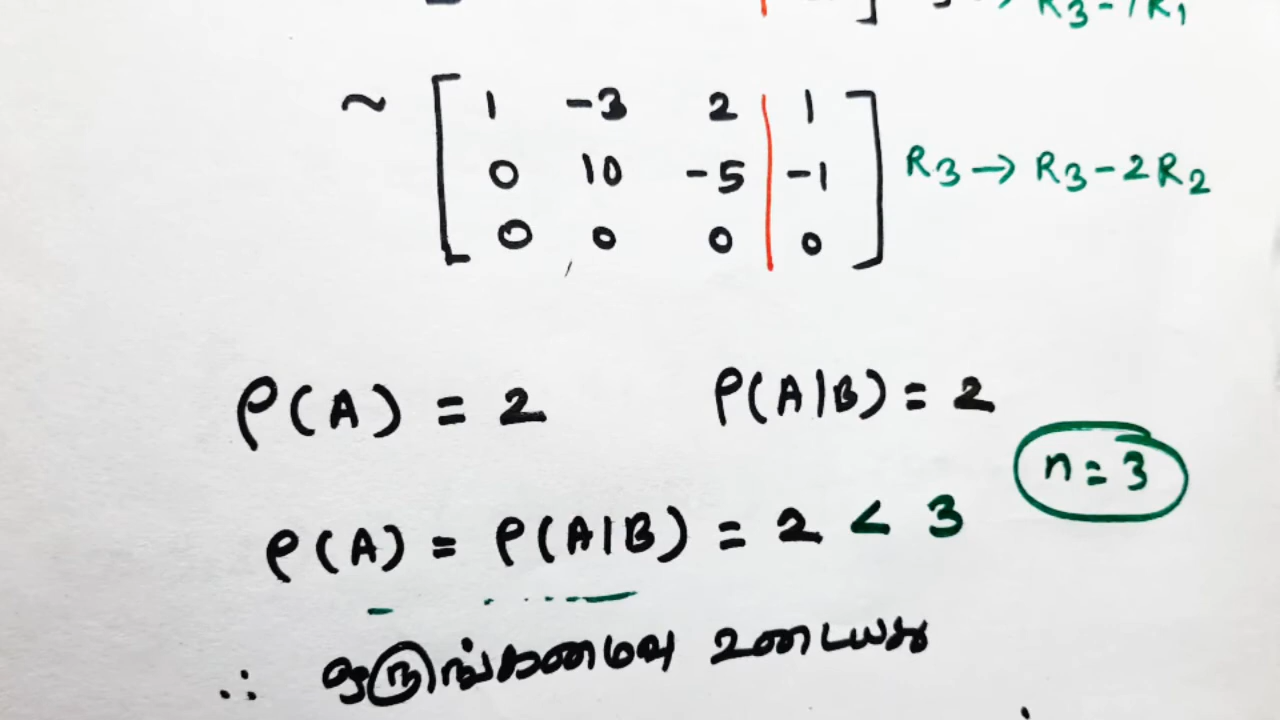 R3 - 7R1
~ [ 1 -3 2 | 1 ]
[ 0 10 -5 | -1 ] R3 → R3 - 2R2
[ 0 0 0 | 0 ]
ρ(A) = 2 ρ(A|B) = 2
n = 3
ρ(A) = ρ(A|B) = 2 < 3
∴ ஒருங்கமைவு உடையது